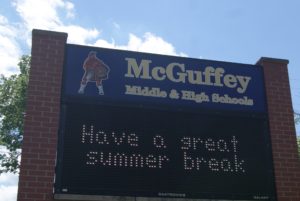 McGuffey
Middle & High Schools
Have a great
summer break